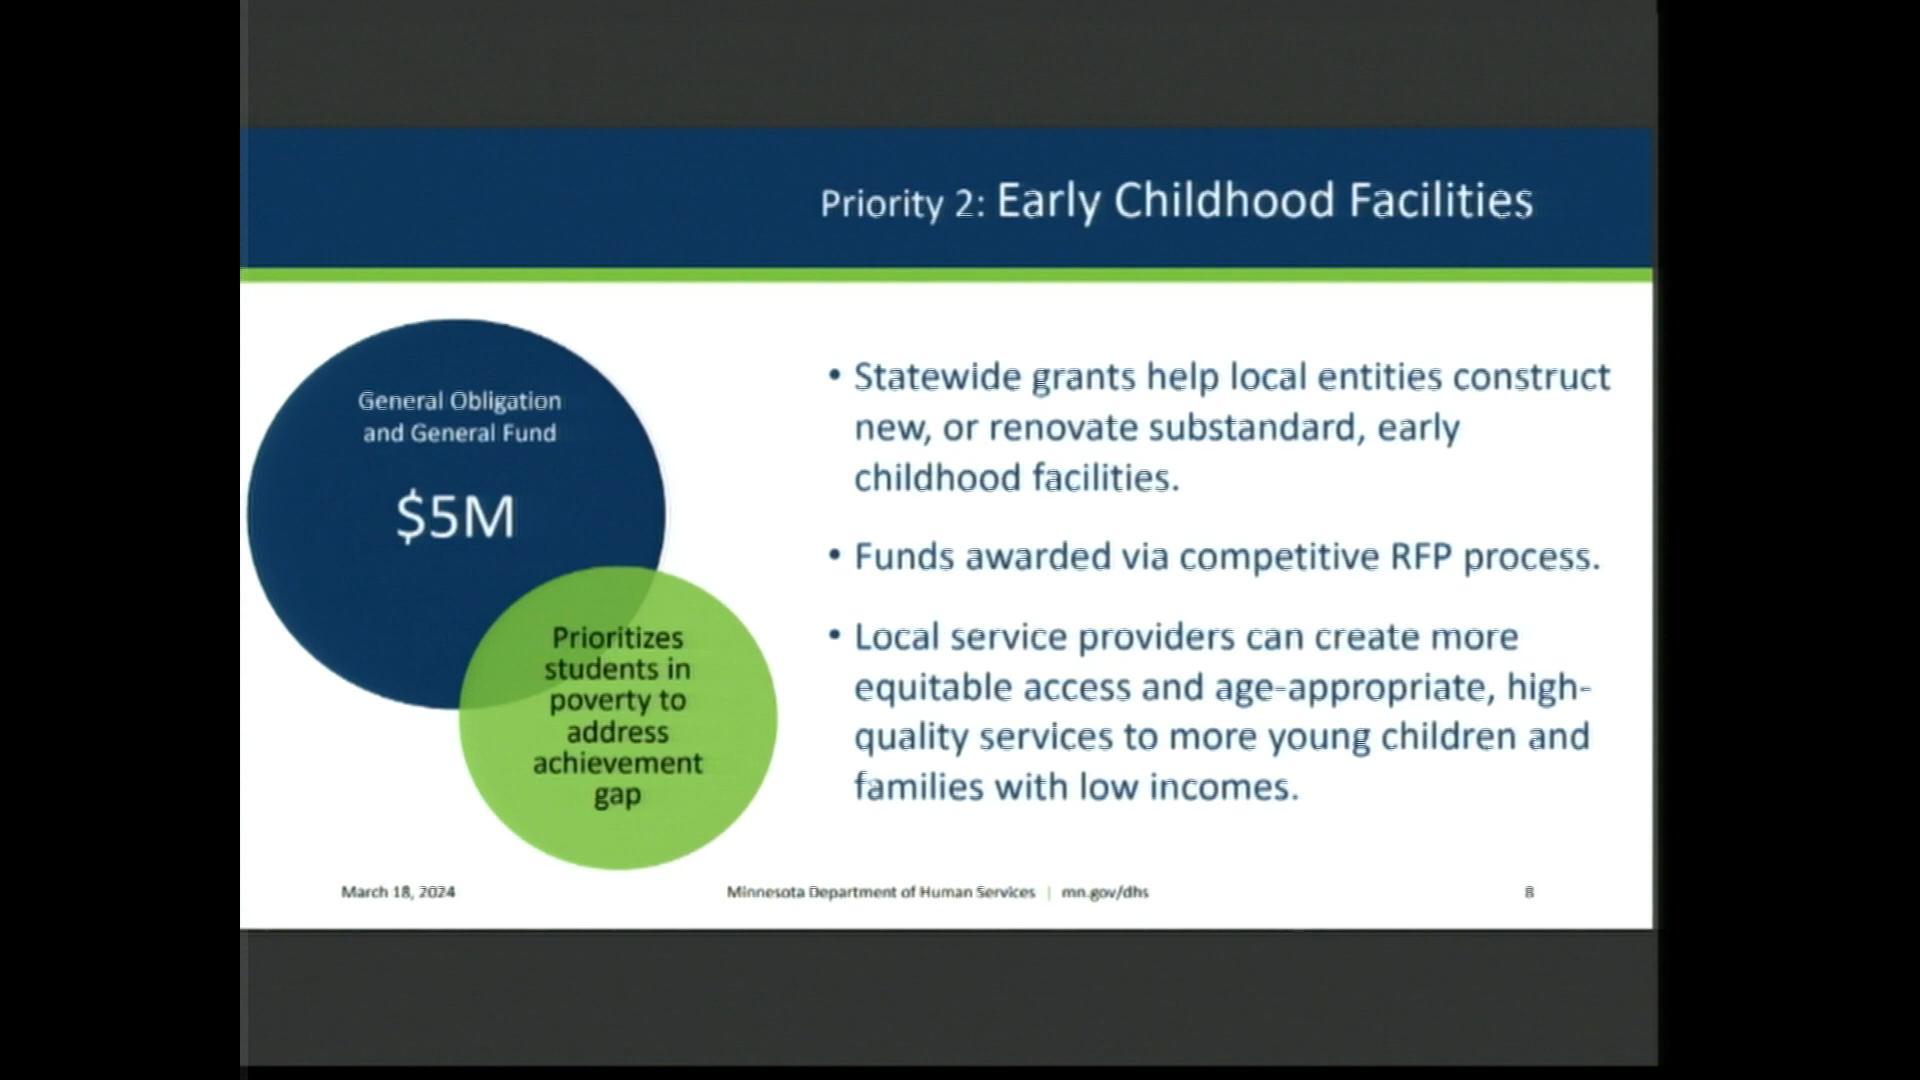 Priority 2: Early Childhood Facilities
General Obligation
and General Fund
$5M
Prioritizes
students in
poverty to
address
achievement
gap
• Statewide grants help local entities construct
new, or renovate substandard, early
childhood facilities.
• Funds awarded via competitive RFP process.
• Local service providers can create more
equitable access and age-appropriate, high-
quality services to more young children and
families with low incomes.
March 18, 2024
Minnesota Department of Human Services | mn.gov/dhs
8